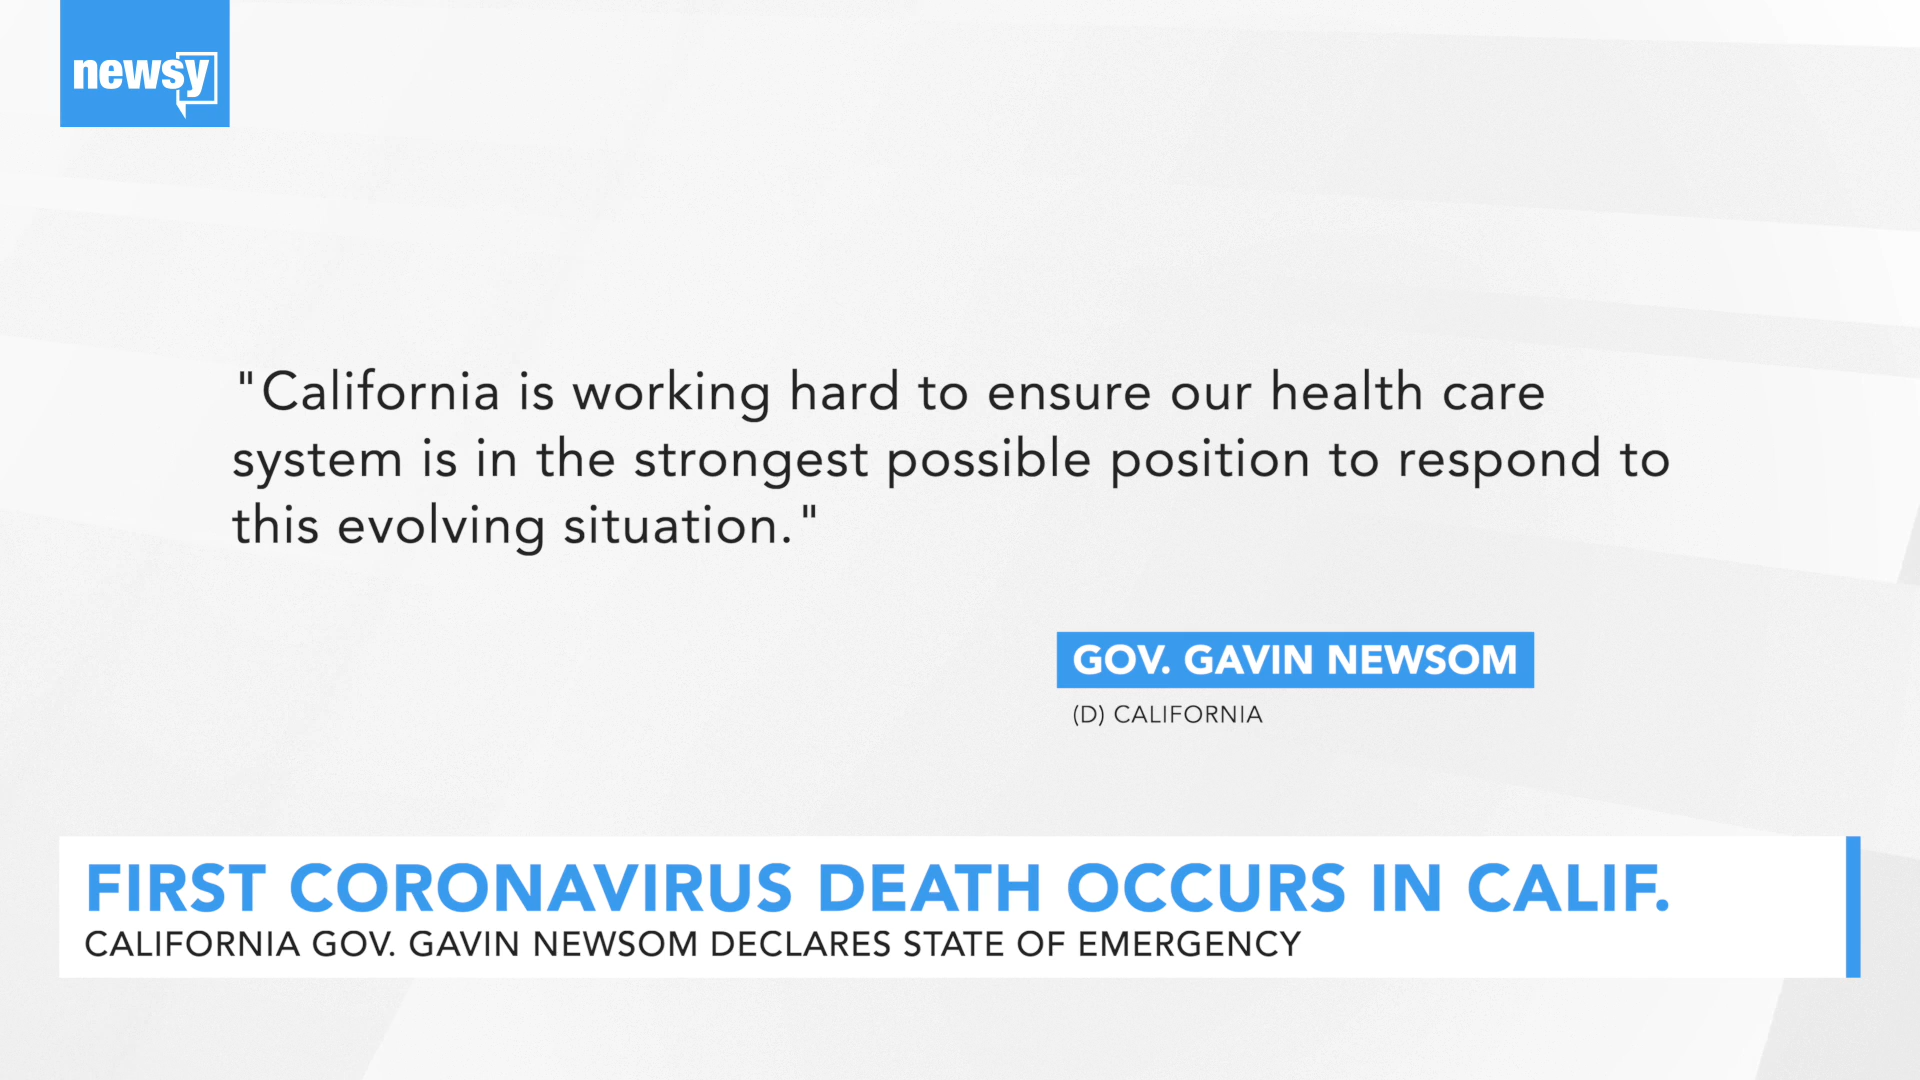 newsy
"California is working hard to ensure our health care
system is in the strongest possible position to respond to
this evolving situation."
GOV. GAVIN NEWSOM
(D) CALIFORNIA
FIRST CORONAVIRUS DEATH OCCURS IN CALIF.
CALIFORNIA GOV. GAVIN NEWSOM DECLARES STATE OF EMERGENCY